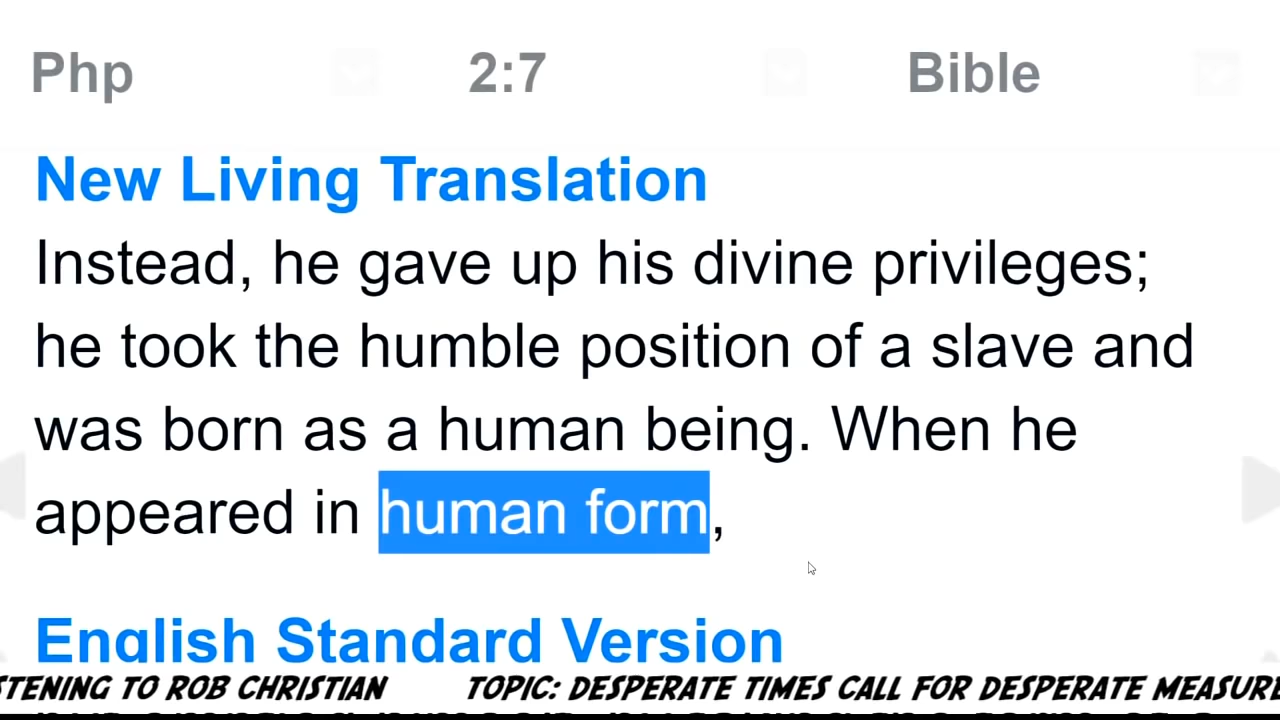 Php 2:7 Bible
New Living Translation
Instead, he gave up his divine privileges;
he took the humble position of a slave and
was born as a human being. When he
appeared in human form,
English Standard Version
STENING TO ROB CHRISTIAN TOPIC: DESPERATE TIMES CALL FOR DESPERATE MEASURE